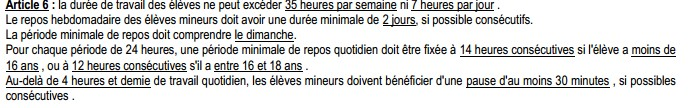 Article 6 : la durée de travail des élèves ne peut excéder 35 heures par semaine ni 7 heures par jour .
Le repos hebdomadaire des élèves mineurs doit avoir une durée minimale de 2 jours, si possible consécutifs.
La période minimale de repos doit comprendre le dimanche.
Pour chaque période de 24 heures, une période minimale de repos quotidien doit être fixée à 14 heures consécutives si l'élève a moins de
16 ans , ou à 12 heures consécutives s'il a entre 16 et 18 ans .
Au-delà de 4 heures et demie de travail quotidien, les élèves mineurs doivent bénéficier d'une pause d'au moins 30 minutes , si possibles
consécutives .